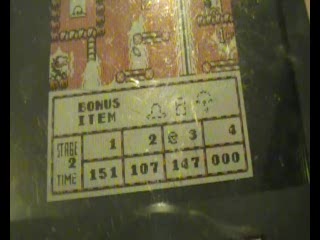 BONUS
ITEM
STAGE 1 2 3 4
2
TIME 151 107 147 000